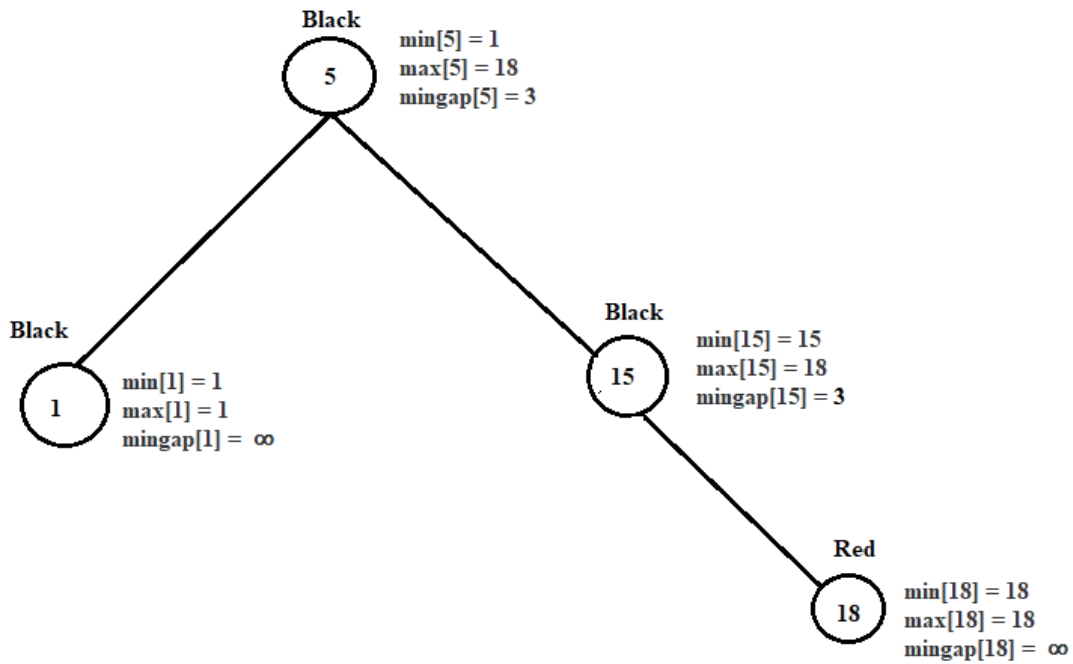 Black
5
min[5] = 1
max[5] = 18
mingap[5] = 3
Black
1
min[1] = 1
max[1] = 1
mingap[1] = ∞
Black
15
min[15] = 15
max[15] = 18
mingap[15] = 3
Red
18
min[18] = 18
max[18] = 18
mingap[18] = ∞